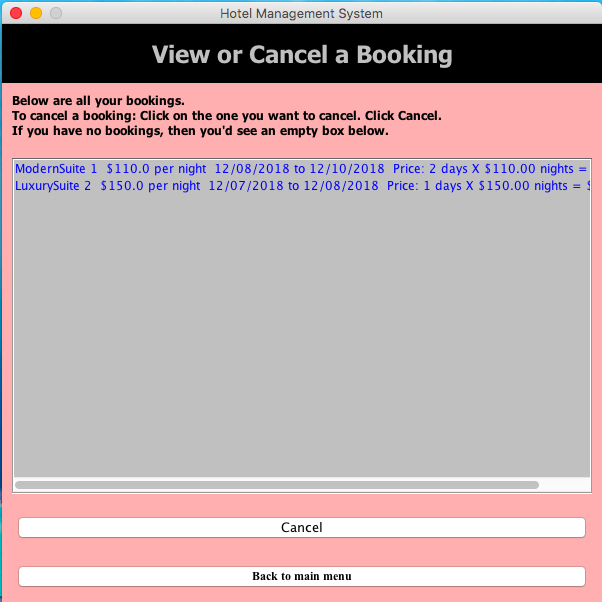 Hotel Management System
View or Cancel a Booking
Below are all your bookings.
To cancel a booking: Click on the one you want to cancel. Click Cancel.
If you have no bookings, then you'd see an empty box below.
ModernSuite 1  $110.0 per night  12/08/2018 to 12/10/2018  Price: 2 days X $110.00 nights =
LuxurySuite 2  $150.0 per night  12/07/2018 to 12/08/2018  Price: 1 days X $150.00 nights = $
Cancel
Back to main menu